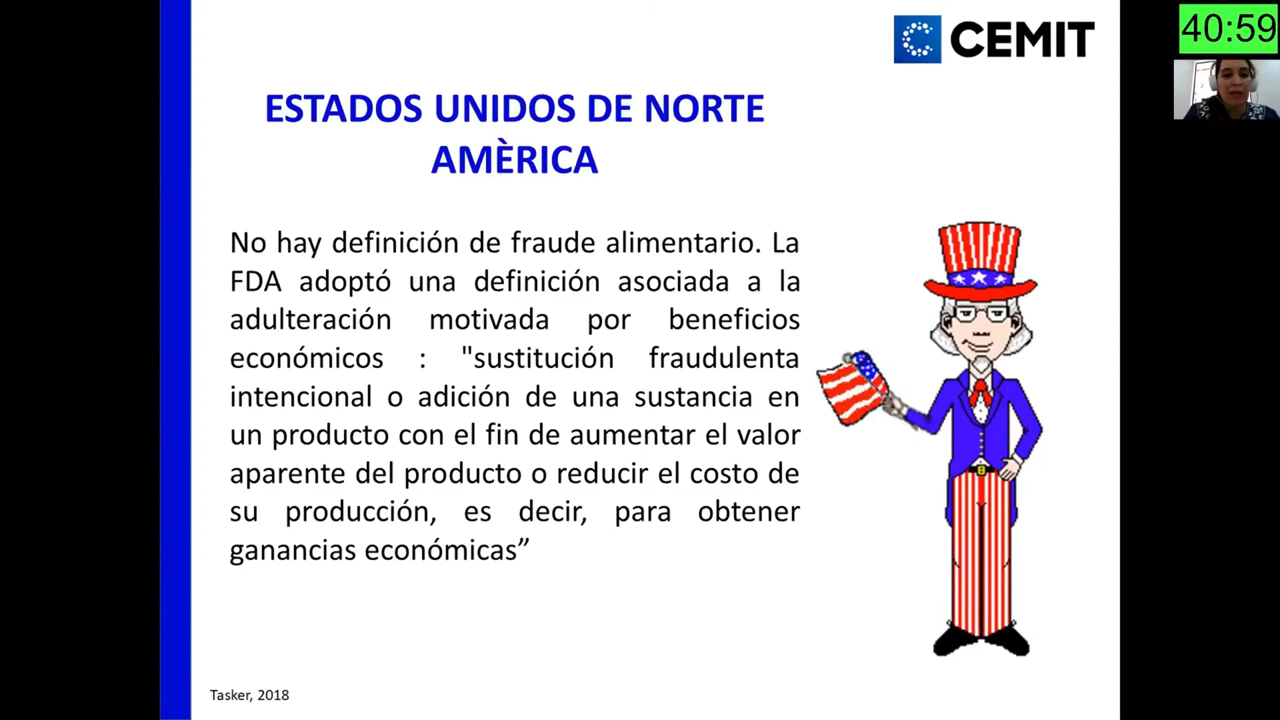 CEMIT
40:59
ESTADOS UNIDOS DE NORTE
AMÈRICA
No hay definición de fraude alimentario. La
FDA adoptó una definición asociada a la
adulteración motivada por beneficios
económicos : "sustitución fraudulenta
intencional o adición de una sustancia en
un producto con el fin de aumentar el valor
aparente del producto o reducir el costo de
su producción, es decir, para obtener
ganancias económicas”
Tasker, 2018